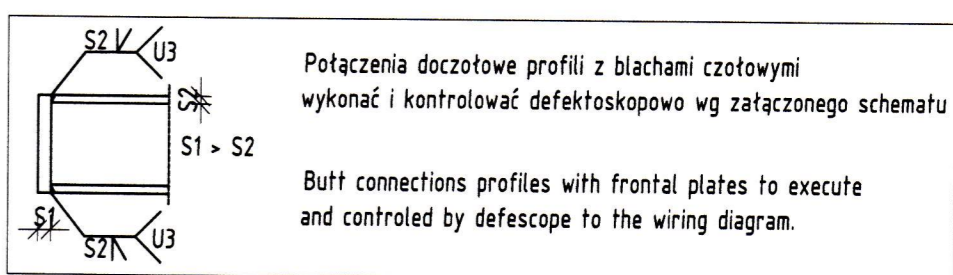 S2 U3
S2
S1 > S2
S1
S2 U3
Połączenia doczołowe profili z blachami czołowymi
wykonać i kontrolować defektoskopowo wg załączonego schematu
Butt connections profiles with frontal plates to execute
and controled by defescope to the wiring diagram.